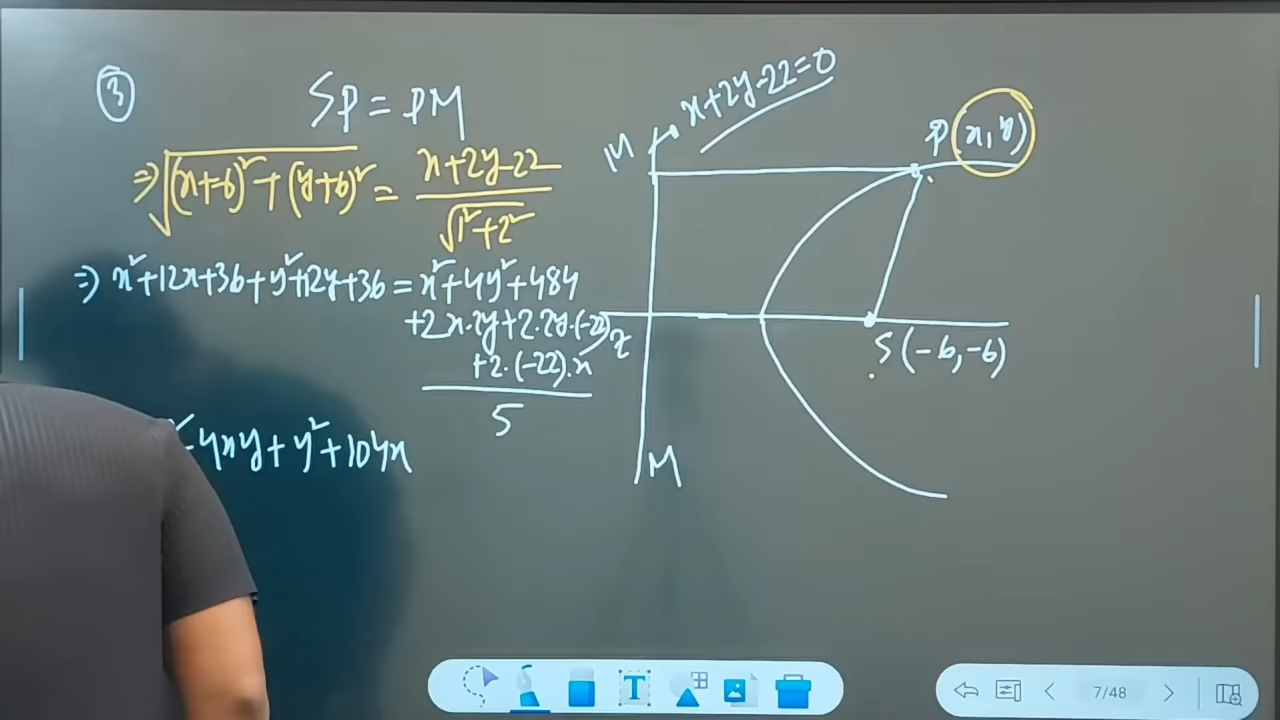 ③
SP = PM
⇒ √(x+6)²+(y+6)² = x+2y-22 / √1²+2²
⇒ x²+12x+36+y²+12y+36 = x²+4y²+484
+2x.2y+2.2y.(-22)
+2.(-22).x
5
-4xy+y²+104x
x+2y-22=0
M
P(x,y)
Z
S(-6,-6)
M
T
7/48